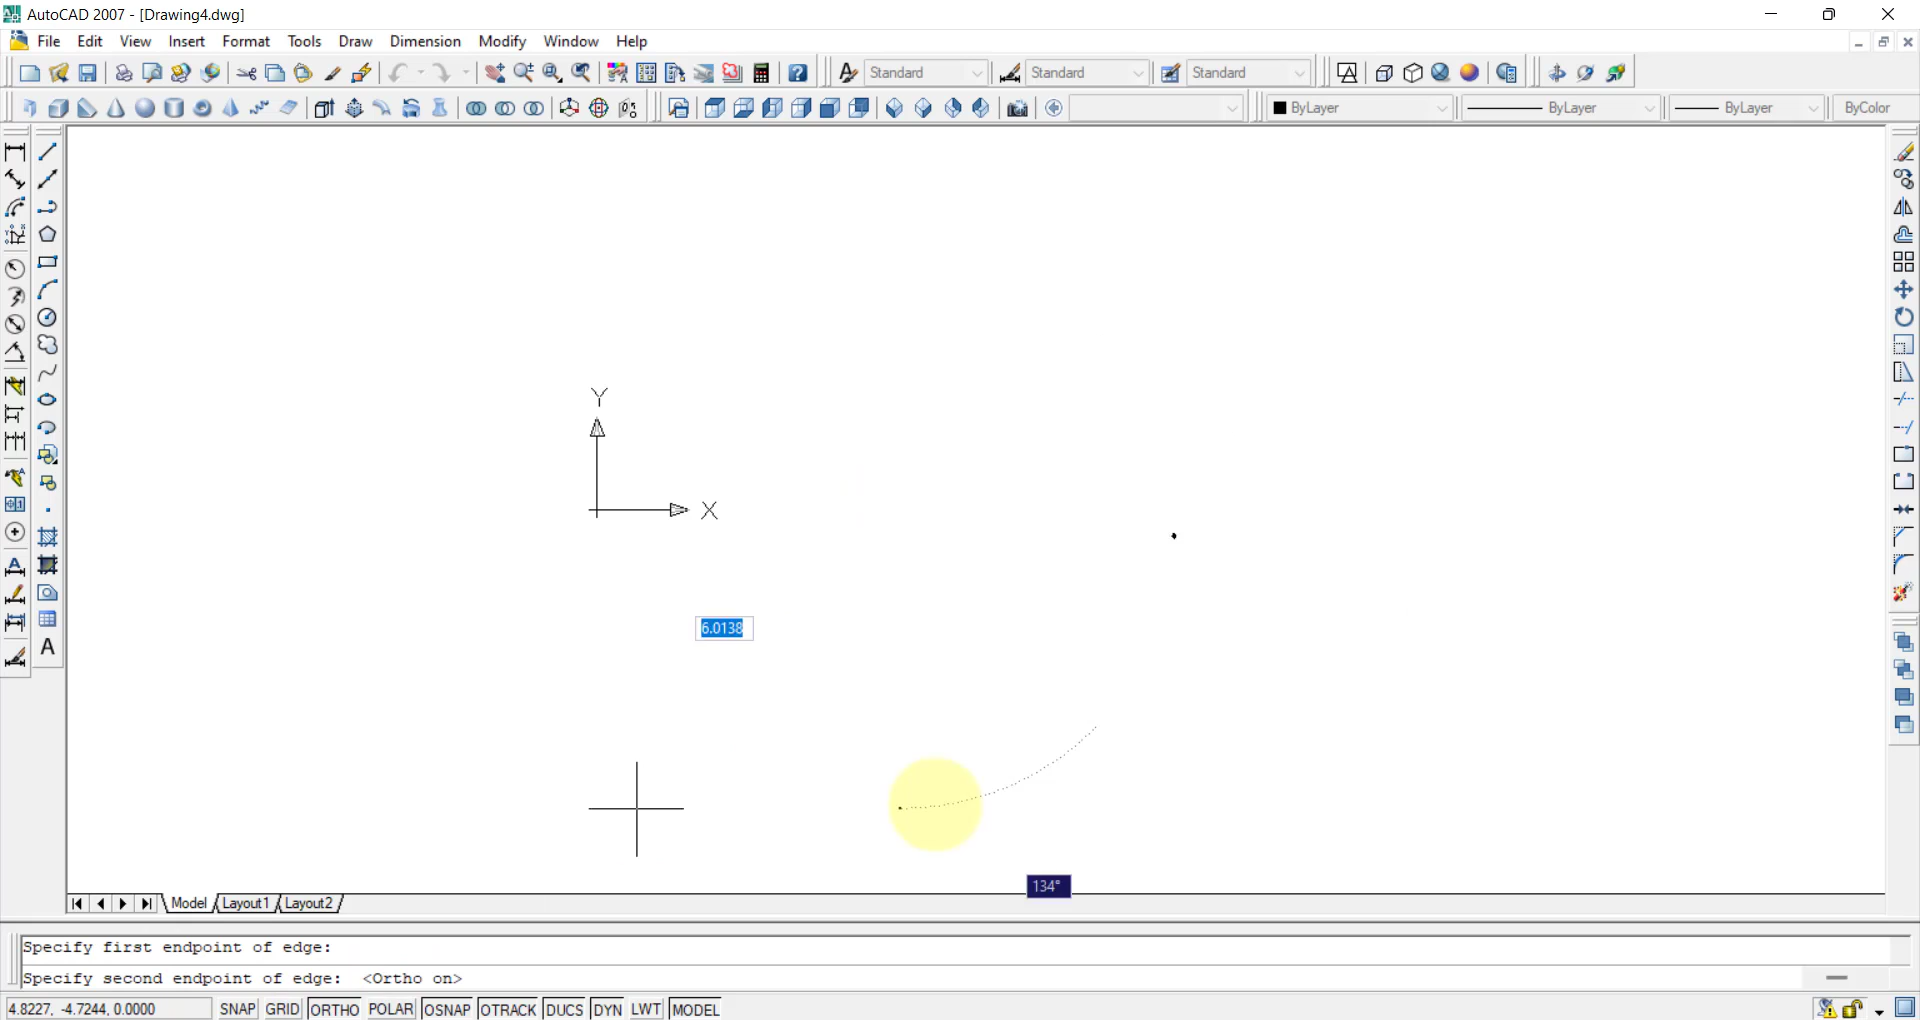 AutoCAD 2007 - [Drawing4.dwg]
File Edit View Insert Format Tools Draw Dimension Modify Window Help
Standard Standard Standard
ByLayer ByLayer ByLayer ByColor
Y
X
6.0138
134°
Model Layout1 Layout2
Specify first endpoint of edge:
Specify second endpoint of edge: <Ortho on>
4.8227, -4.7244, 0.0000 SNAP GRID ORTHO POLAR OSNAP OTRACK DUCS DYN LWT MODEL